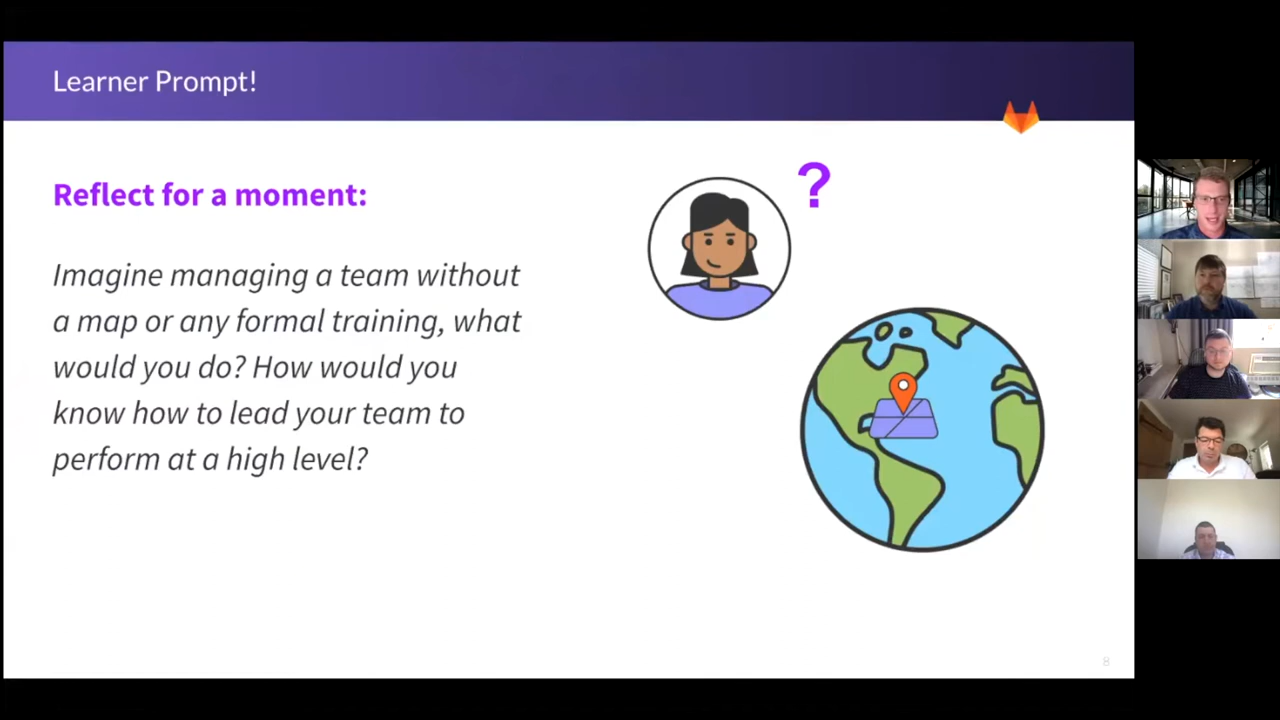 Learner Prompt!
Reflect for a moment:
?
Imagine managing a team without
a map or any formal training, what
would you do? How would you
know how to lead your team to
perform at a high level?
8